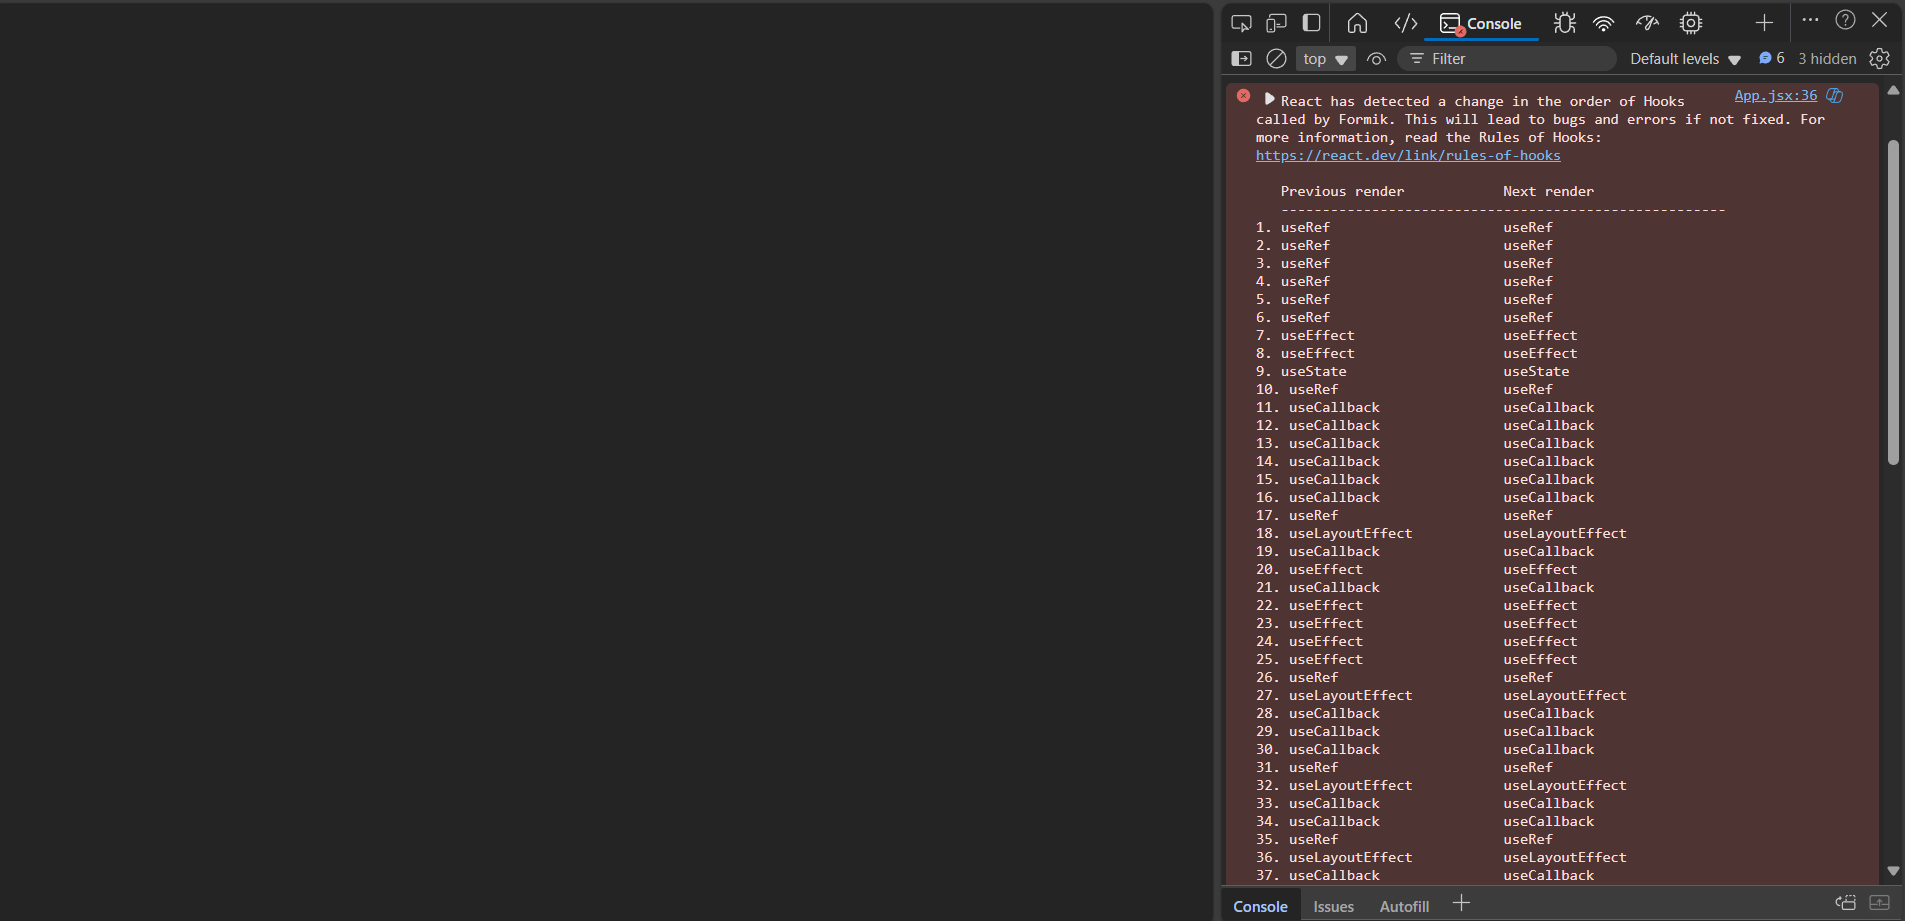 Console
top
Filter
Default levels
6
3 hidden
React has detected a change in the order of Hooks App.jsx:36
called by Formik. This will lead to bugs and errors if not fixed. For
more information, read the Rules of Hooks:
https://react.dev/link/rules-of-hooks
Previous render Next render
------------------------------------------------------
1. useRef useRef
2. useRef useRef
3. useRef useRef
4. useRef useRef
5. useRef useRef
6. useRef useRef
7. useEffect useEffect
8. useEffect useEffect
9. useState useState
10. useRef useRef
11. useCallback useCallback
12. useCallback useCallback
13. useCallback useCallback
14. useCallback useCallback
15. useCallback useCallback
16. useCallback useCallback
17. useRef useRef
18. useLayoutEffect useLayoutEffect
19. useCallback useCallback
20. useEffect useEffect
21. useCallback useCallback
22. useEffect useEffect
23. useEffect useEffect
24. useEffect useEffect
25. useEffect useEffect
26. useRef useRef
27. useLayoutEffect useLayoutEffect
28. useCallback useCallback
29. useCallback useCallback
30. useCallback useCallback
31. useRef useRef
32. useLayoutEffect useLayoutEffect
33. useCallback useCallback
34. useCallback useCallback
35. useRef useRef
36. useLayoutEffect useLayoutEffect
37. useCallback useCallback
Console Issues Autofill